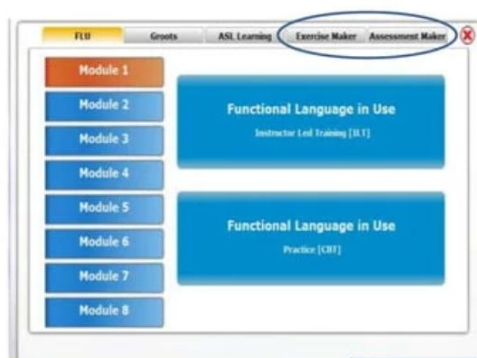 FLU Groots ASL Learning Exercise Maker Assessment Maker
Module 1
Module 2
Module 3
Module 4
Module 5
Module 6
Module 7
Module 8
Functional Language in Use
Instructor Led Training [ILT]
Functional Language in Use
Practice [CBT]